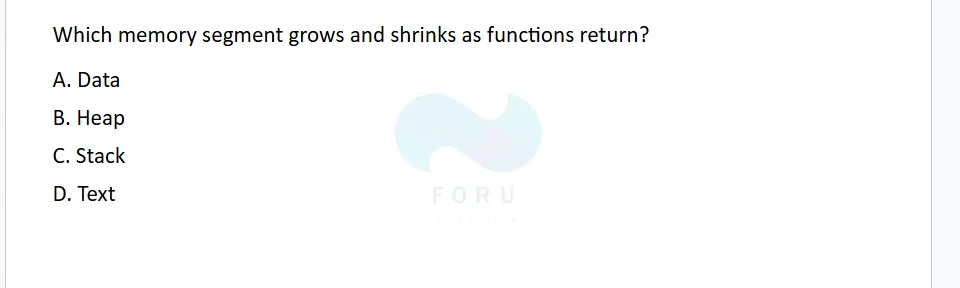 Which memory segment grows and shrinks as functions return?
A. Data
B. Heap
C. Stack
D. Text
FORU